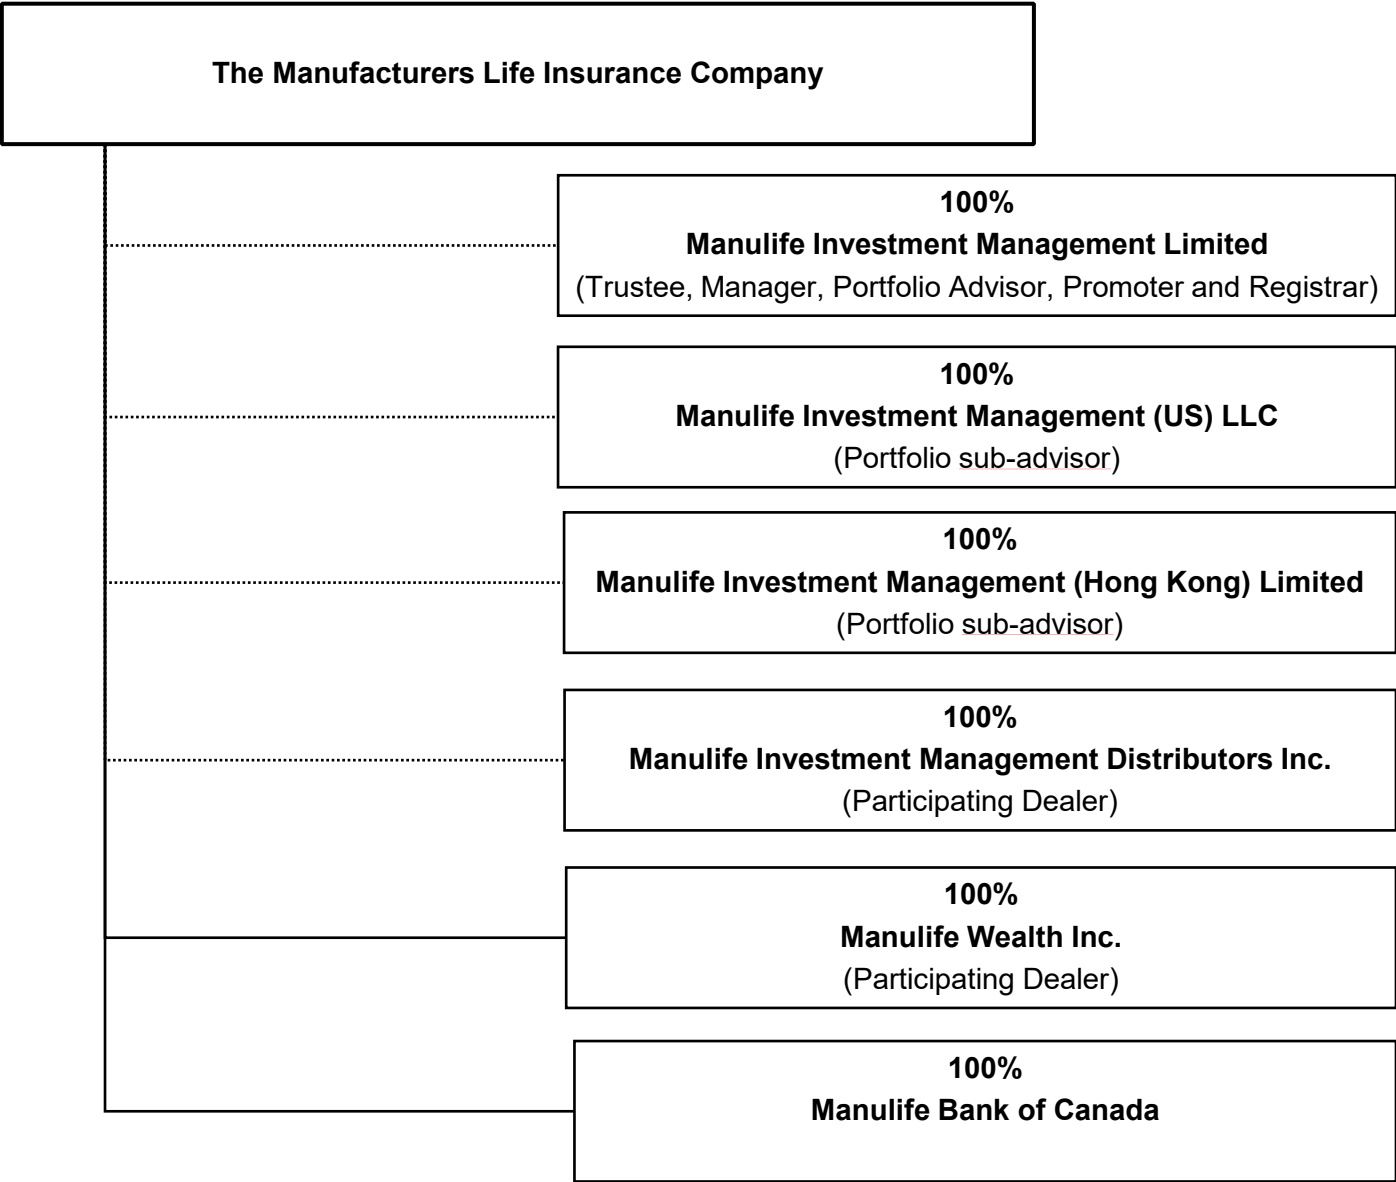 The Manufacturers Life Insurance Company
100%
Manulife Investment Management Limited
(Trustee, Manager, Portfolio Advisor, Promoter and Registrar)
100%
Manulife Investment Management (US) LLC
(Portfolio sub-advisor)
100%
Manulife Investment Management (Hong Kong) Limited
(Portfolio sub-advisor)
100%
Manulife Investment Management Distributors Inc.
(Participating Dealer)
100%
Manulife Wealth Inc.
(Participating Dealer)
100%
Manulife Bank of Canada